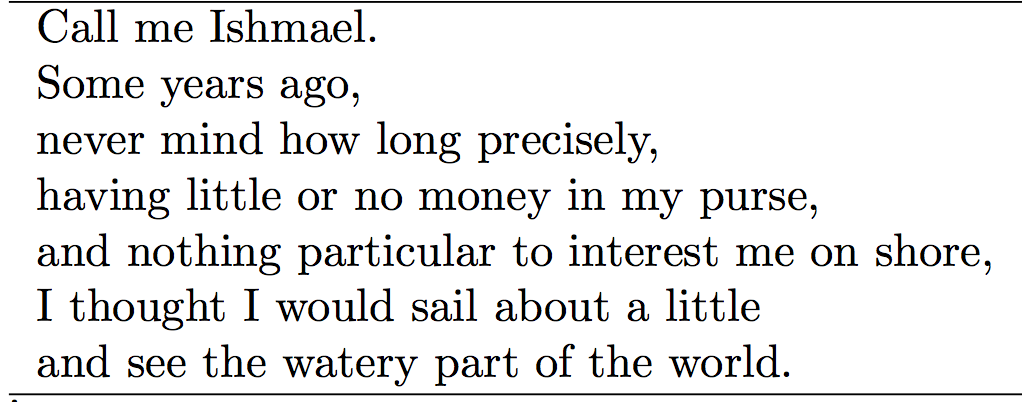 Call me Ishmael.
Some years ago,
never mind how long precisely,
having little or no money in my purse,
and nothing particular to interest me on shore,
I thought I would sail about a little
and see the watery part of the world.